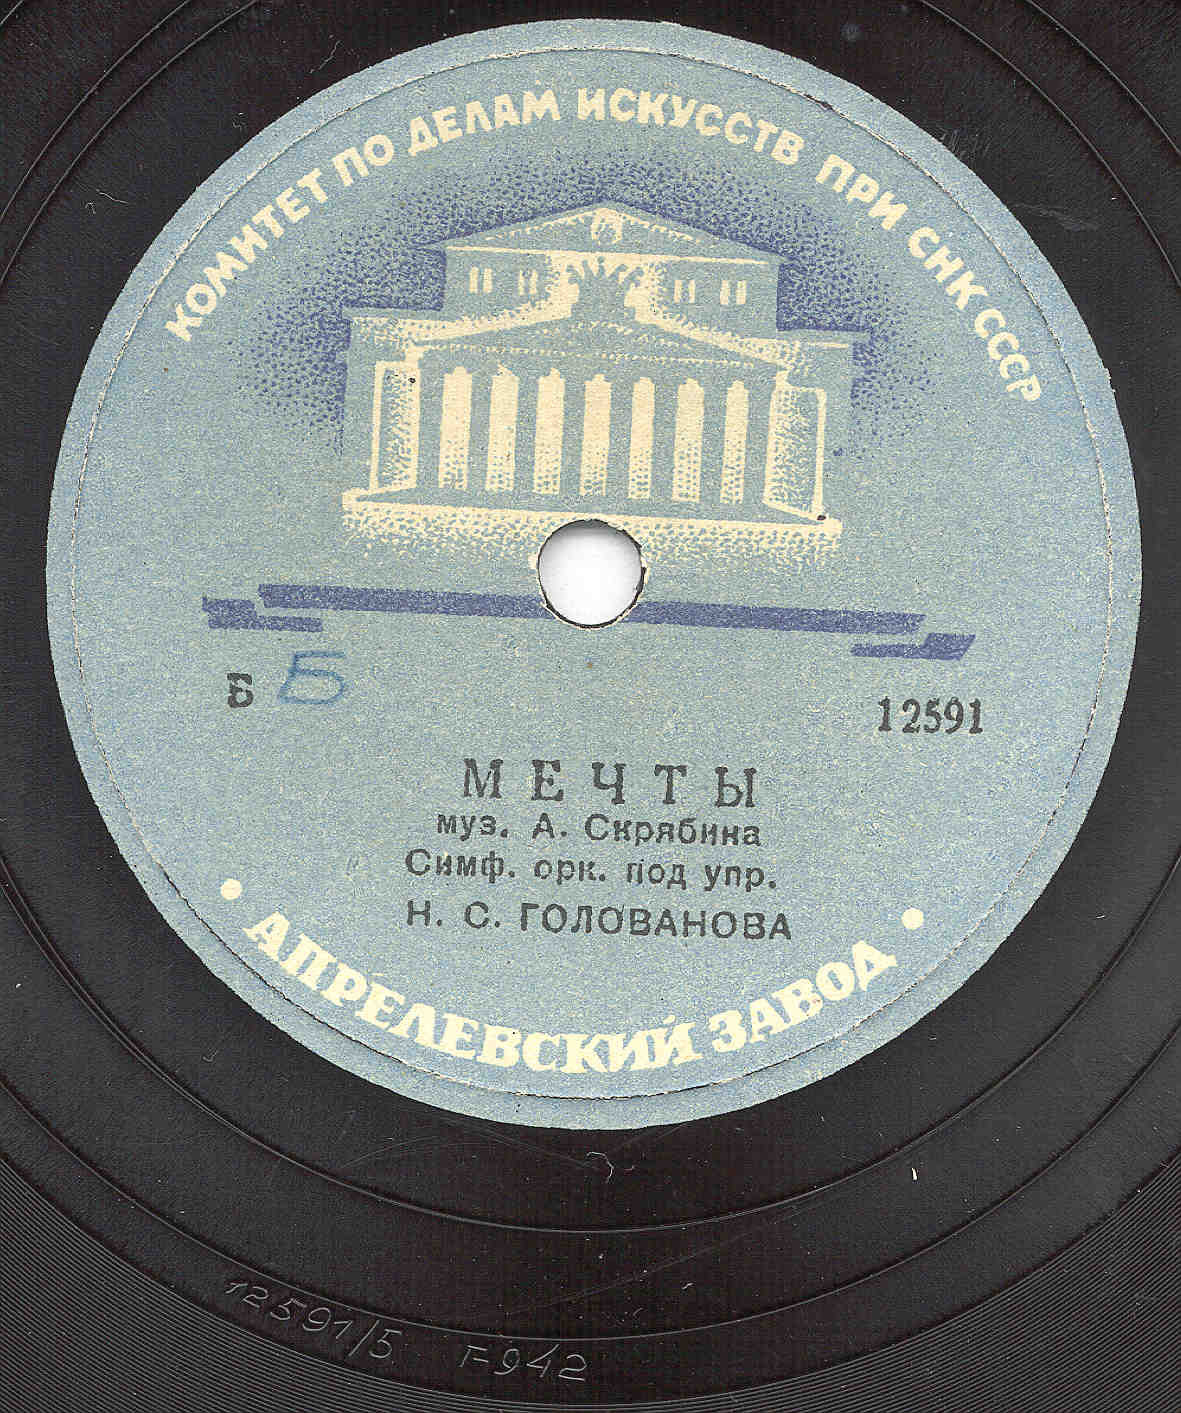 КОМИТЕТ ПО ДЕЛАМ ИСКУССТВ ПРИ СНК СССР
Б Б
12591
МЕЧТЫ
муз. А. Скрябина
Симф. орк. под упр.
Н. С. ГОЛОВАНОВА
• АПРЕЛЕВСКИЙ ЗАВОД •
12591/5 Г-942